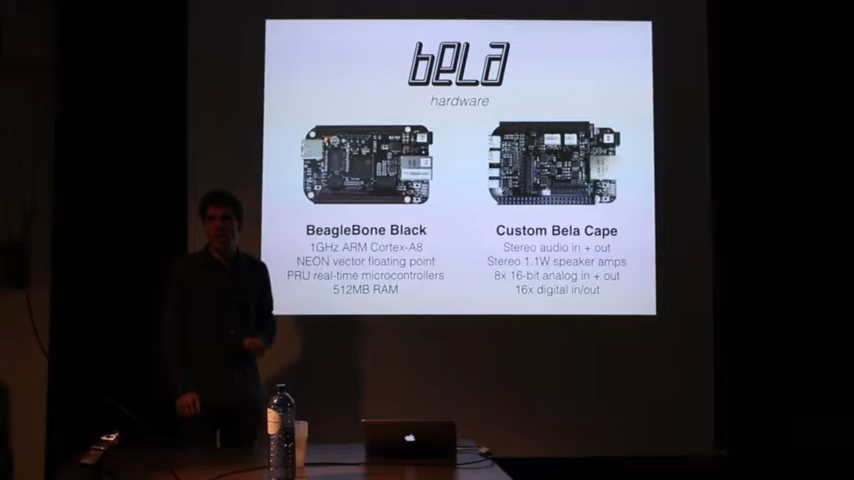 bela
hardware
BeagleBone Black
1GHz ARM Cortex-A8
NEON vector floating point
PRU real-time microcontrollers
512MB RAM
Custom Bela Cape
Stereo audio in + out
Stereo 1.1W speaker amps
8x 16-bit analog in + out
16x digital in/out